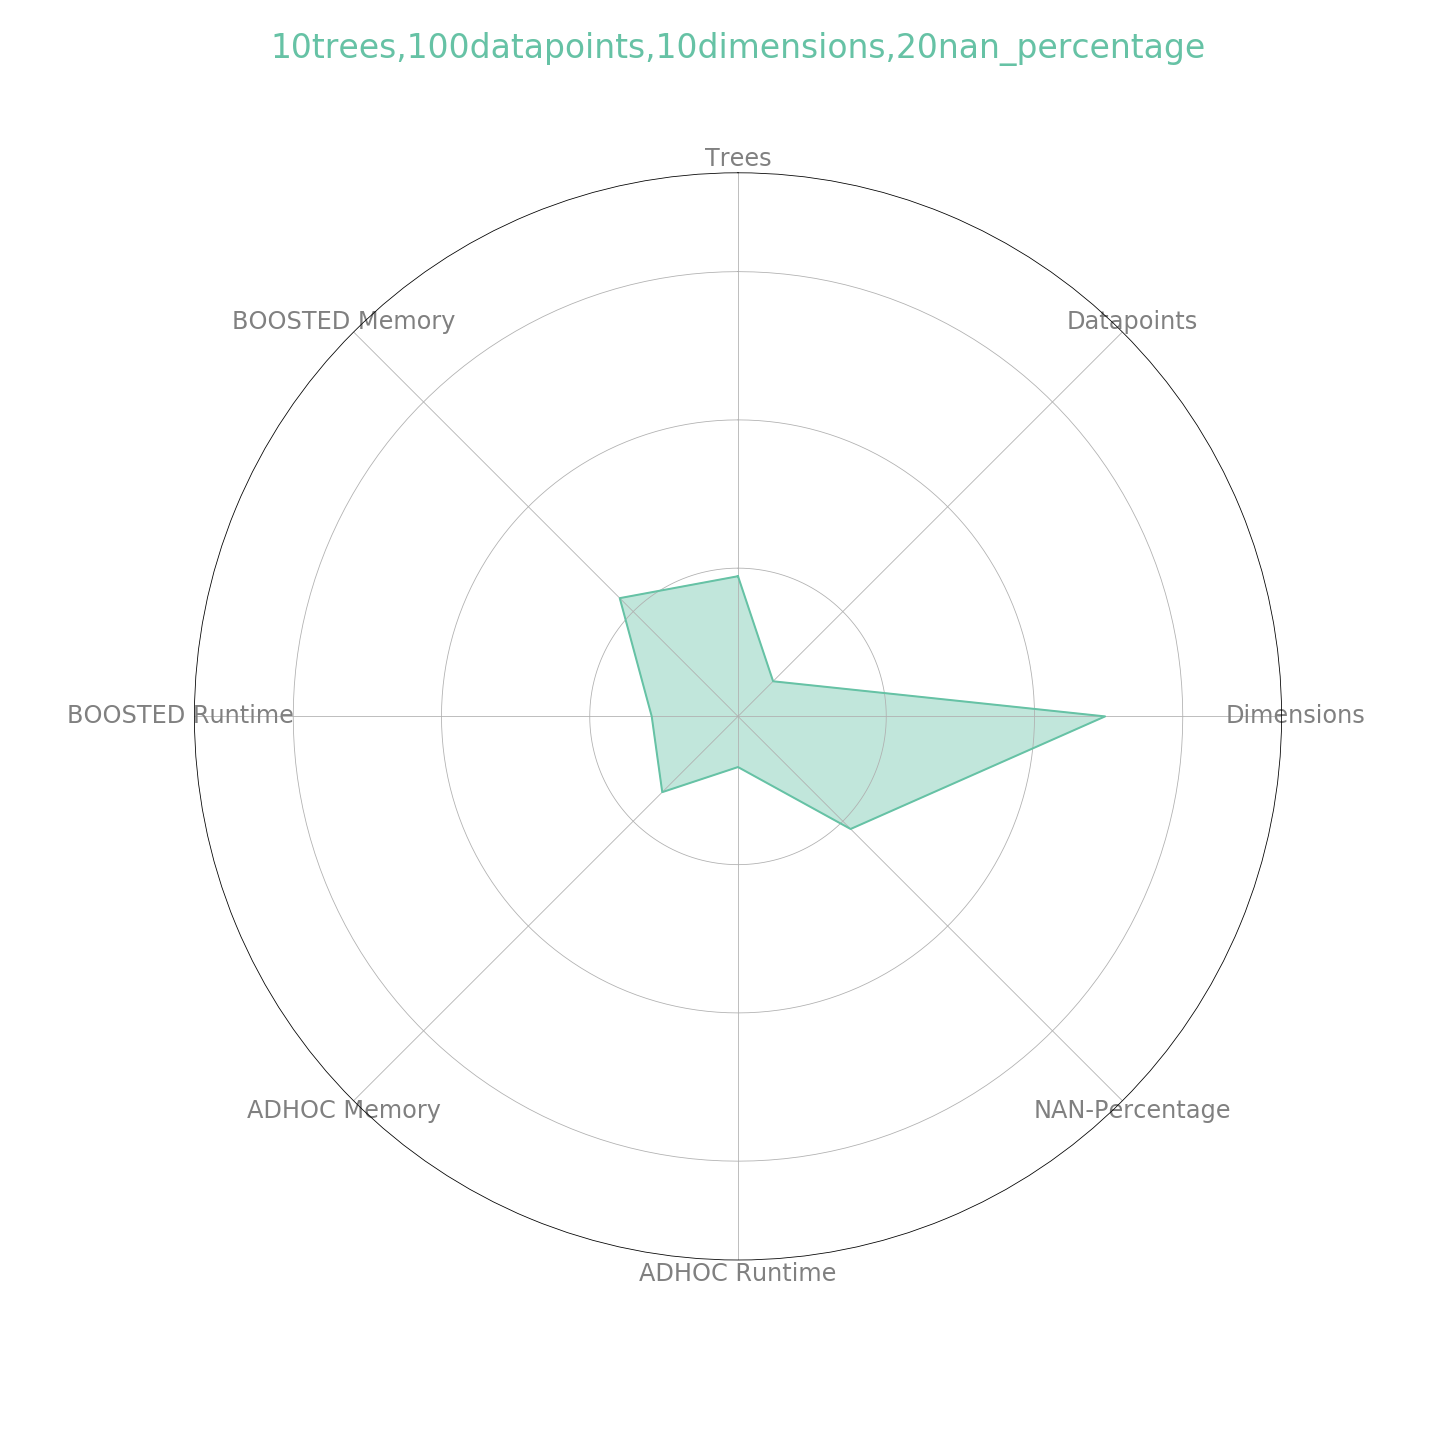 10trees,100datapoints,10dimensions,20nan_percentage
Trees
BOOSTED Memory
Datapoints
BOOSTED Runtime
Dimensions
ADHOC Memory
NAN-Percentage
ADHOC Runtime